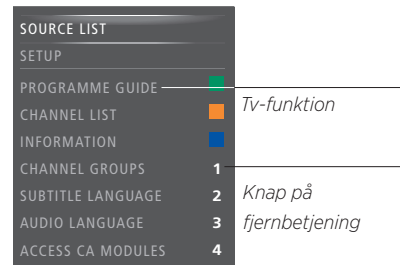 SOURCE LIST
SETUP
PROGRAMME GUIDE
CHANNEL LIST
INFORMATION
CHANNEL GROUPS 1
SUBTITLE LANGUAGE 2
AUDIO LANGUAGE 3
ACCESS CA MODULES 4
Tv-funktion
Knap på
fjernbetjening